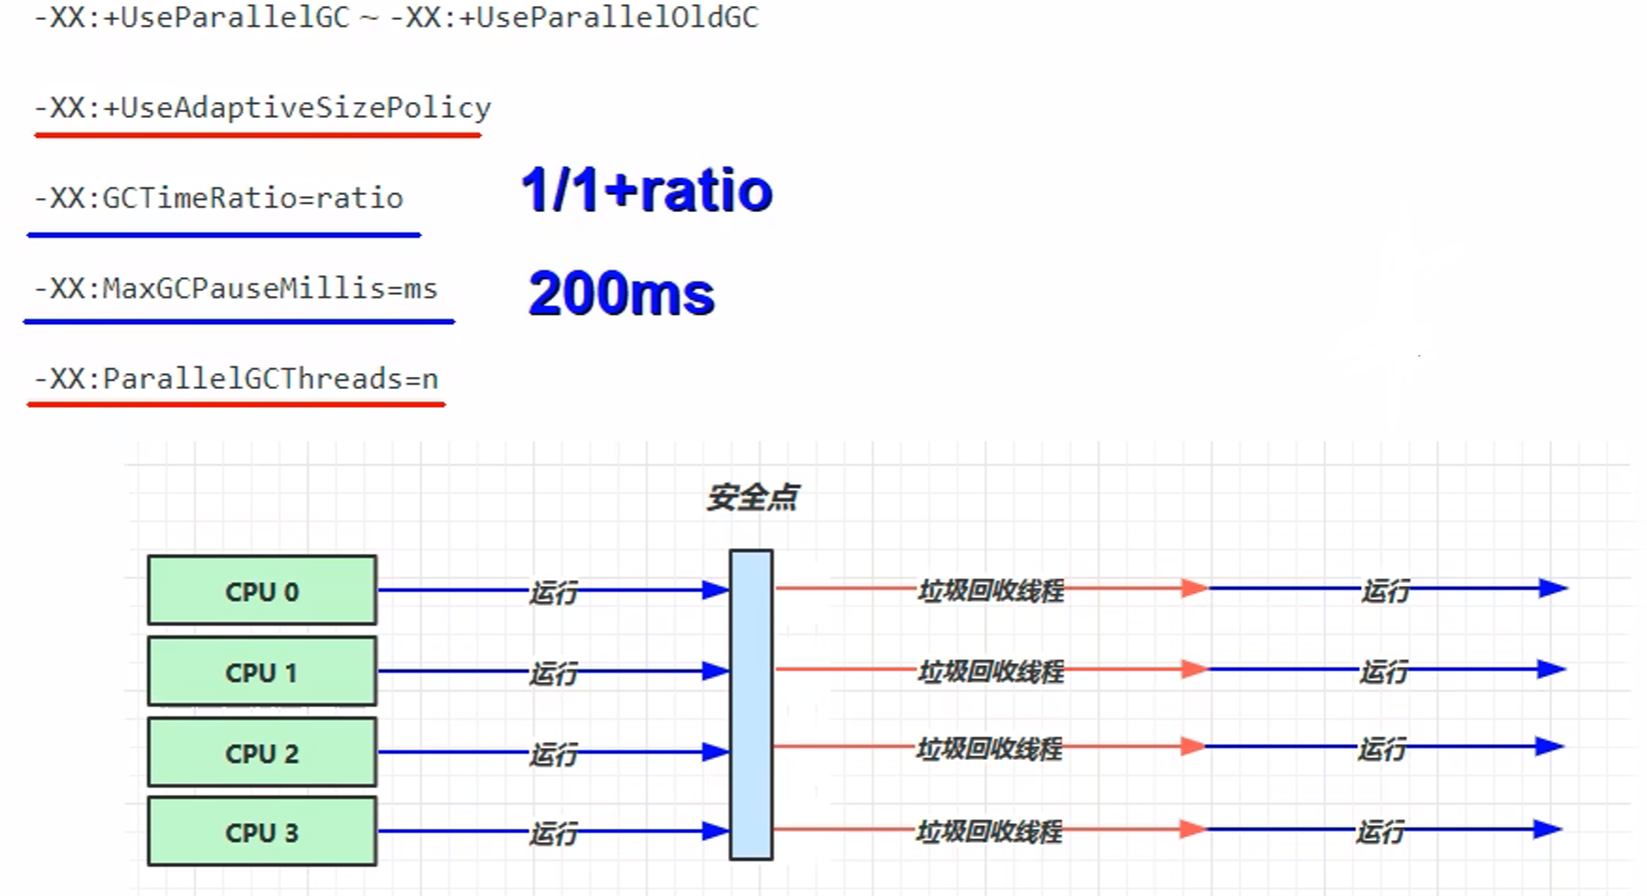 -XX:+UseParallelGC ~ -XX:+UseParallelOldGC
-XX:+UseAdaptiveSizePolicy
-XX:GCTimeRatio=ratio 1/1+ratio
-XX:MaxGCPauseMillis=ms 200ms
-XX:ParallelGCThreads=n
安全点
CPU 0 运行 垃圾回收线程 运行
CPU 1 运行 垃圾回收线程 运行
CPU 2 运行 垃圾回收线程 运行
CPU 3 运行 垃圾回收线程 运行